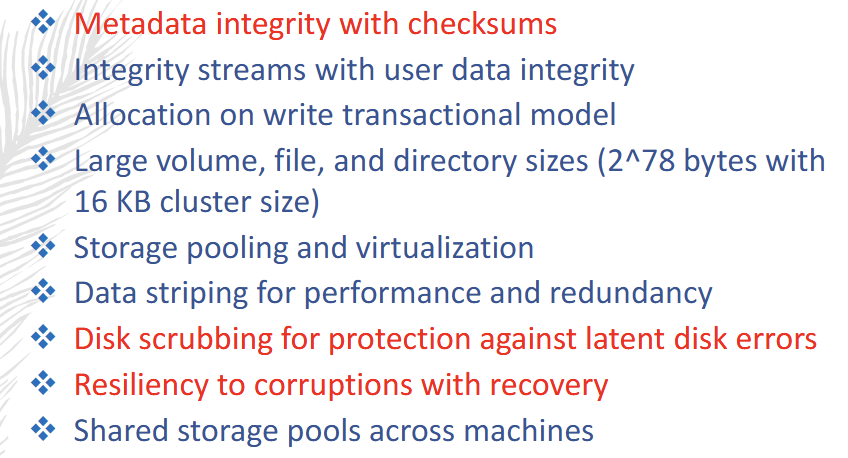 Metadata integrity with checksums
Integrity streams with user data integrity
Allocation on write transactional model
Large volume, file, and directory sizes (2^78 bytes with
16 KB cluster size)
Storage pooling and virtualization
Data striping for performance and redundancy
Disk scrubbing for protection against latent disk errors
Resiliency to corruptions with recovery
Shared storage pools across machines